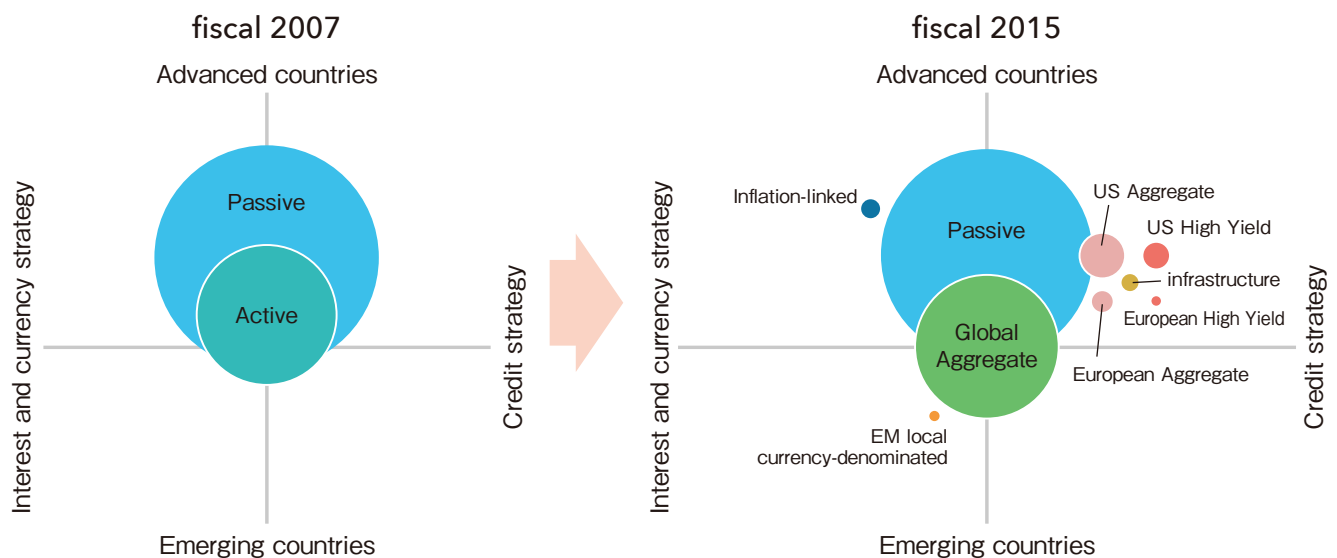 fiscal 2007
Advanced countries
Interest and currency strategy
Passive
Active
Credit strategy
Emerging countries
fiscal 2015
Advanced countries
Interest and currency strategy
Inflation-linked
Passive
US Aggregate
US High Yield
infrastructure
European High Yield
European Aggregate
Global
Aggregate
EM local
currency-denominated
Credit strategy
Emerging countries